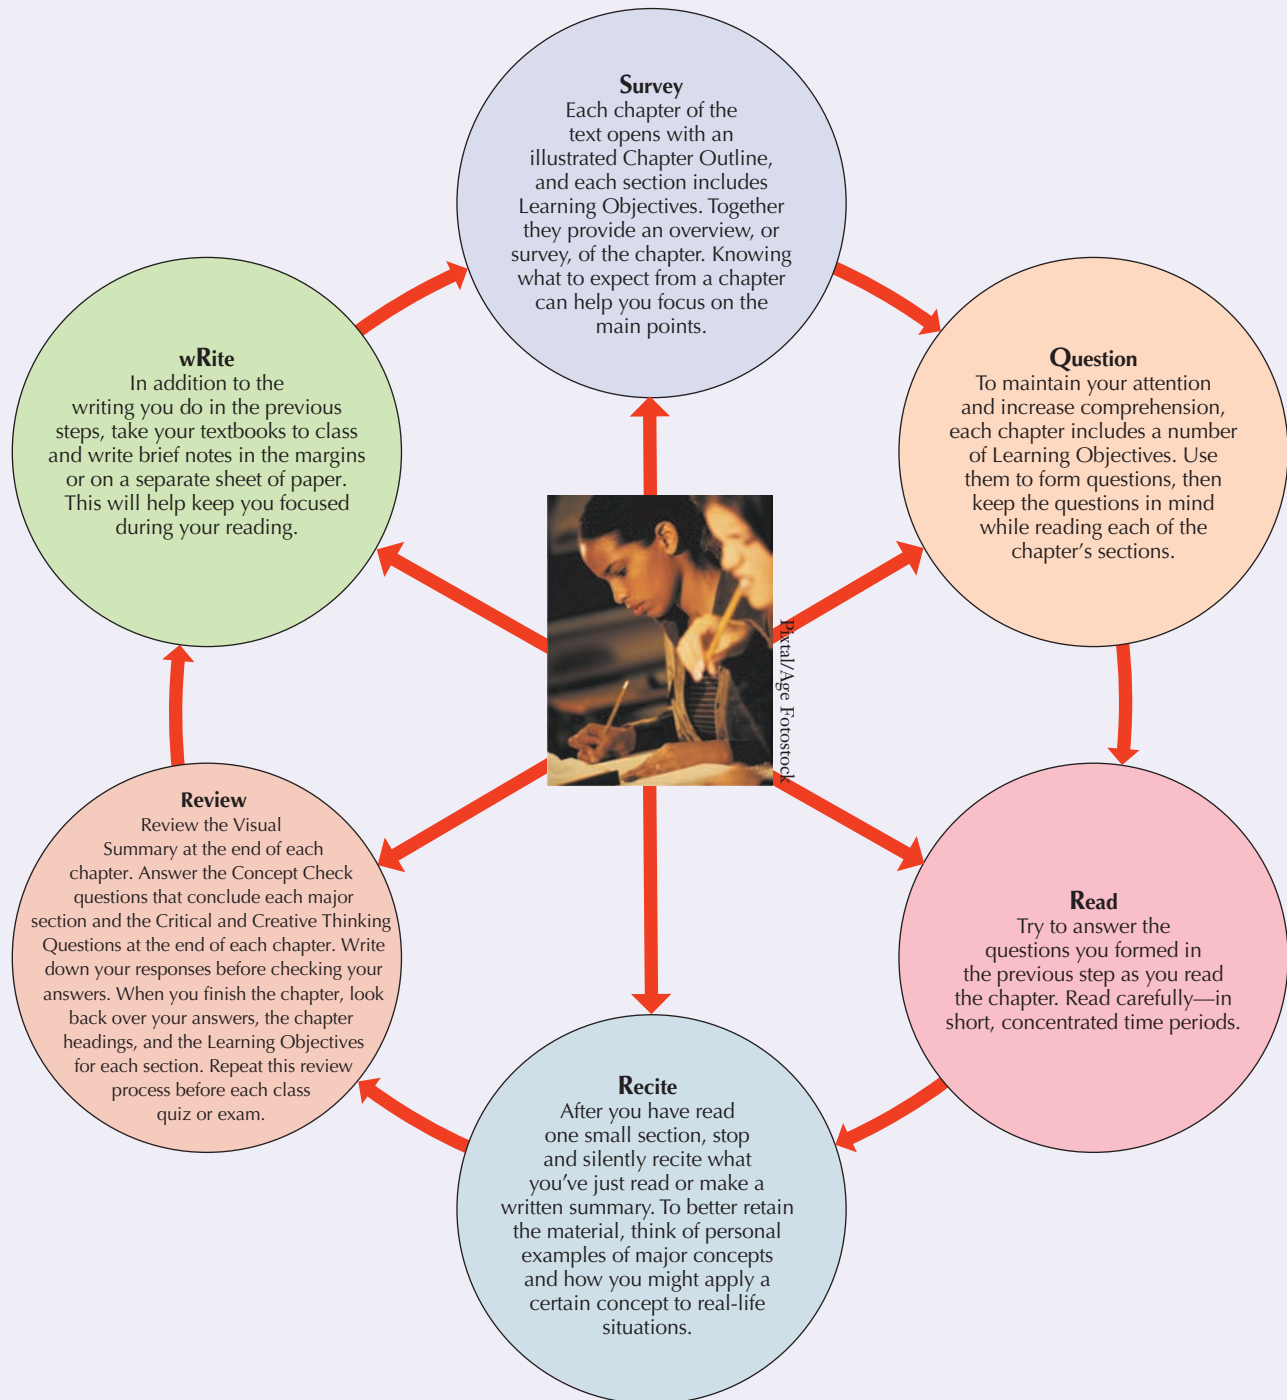 Survey
Each chapter of the
text opens with an
illustrated Chapter Outline,
and each section includes
Learning Objectives. Together
they provide an overview, or
survey, of the chapter. Knowing
what to expect from a chapter
can help you focus on the
main points.
Question
To maintain your attention
and increase comprehension,
each chapter includes a number
of Learning Objectives. Use
them to form questions, then
keep the questions in mind
while reading each of the
chapter’s sections.
Read
Try to answer the
questions you formed in
the previous step as you read
the chapter. Read carefully—in
short, concentrated time periods.
Recite
After you have read
one small section, stop
and silently recite what
you’ve just read or make a
written summary. To better retain
the material, think of personal
examples of major concepts
and how you might apply a
certain concept to real-life
situations.
Review
Review the Visual
Summary at the end of each
chapter. Answer the Concept Check
questions that conclude each major
section and the Critical and Creative Thinking
Questions at the end of each chapter. Write
down your responses before checking your
answers. When you finish the chapter, look
back over your answers, the chapter
headings, and the Learning Objectives
for each section. Repeat this review
process before each class
quiz or exam.
wRite
In addition to the
writing you do in the previous
steps, take your textbooks to class
and write brief notes in the margins
or on a separate sheet of paper.
This will help keep you focused
during your reading.
Pixtal/Age Fotostock